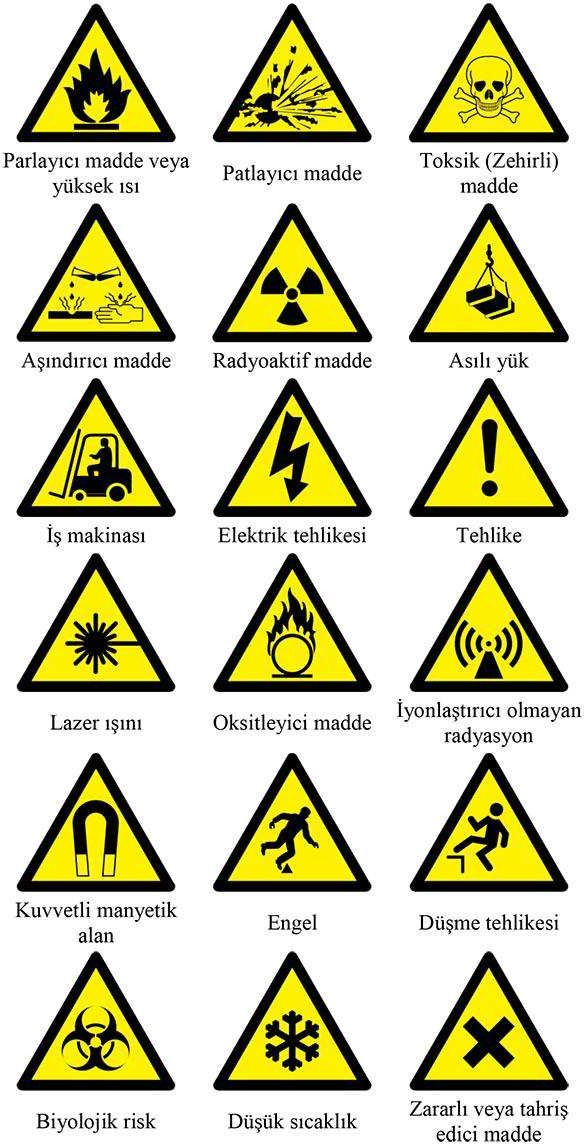 Parlayıcı madde veya
yüksek ısı
Patlayıcı madde
Toksik (Zehirli)
madde
Aşındırıcı madde
Radyoaktif madde
Asılı yük
İş makinası
Elektrik tehlikesi
Tehlike
Lazer ışını
Oksitleyici madde
İyonlaştırıcı olmayan
radyasyon
Kuvvetli manyetik
alan
Engel
Düşme tehlikesi
Biyolojik risk
Düşük sıcaklık
Zararlı veya tahriş
edici madde